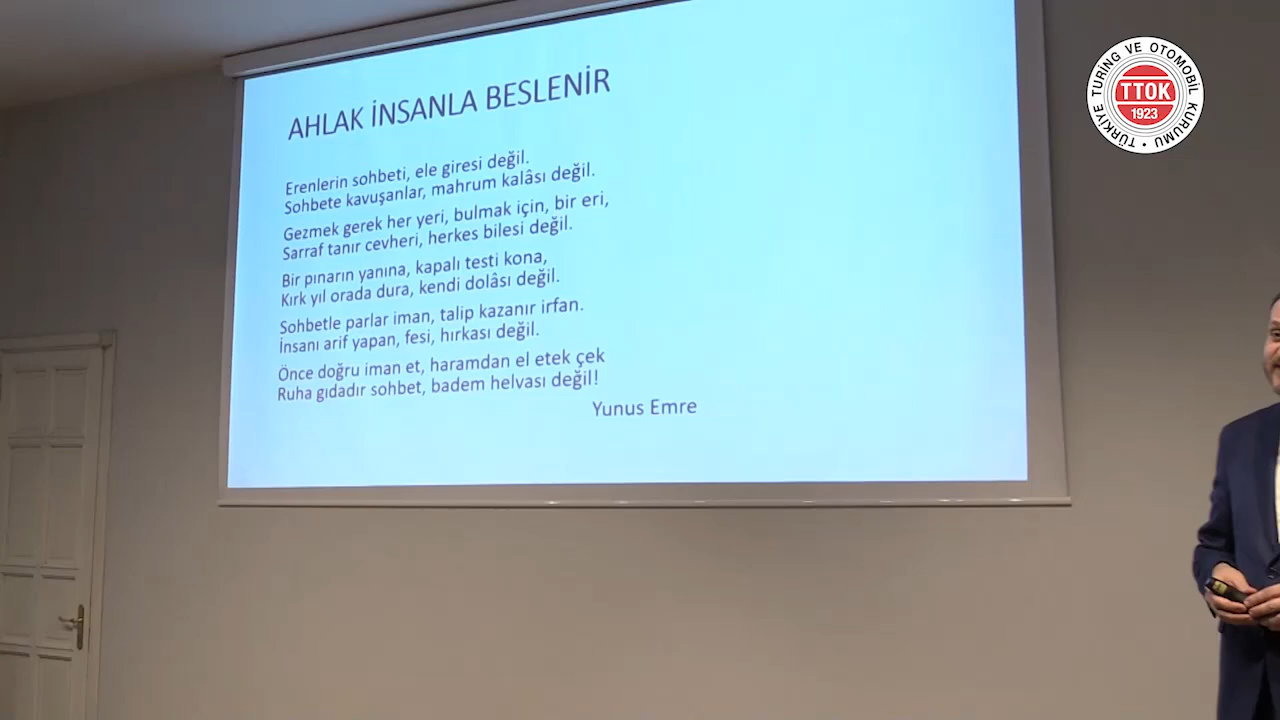 AHLAK İNSANLA BESLENİR
Erenlerin sohbeti, ele giresi değil.
Sohbete kavuşanlar, mahrum kalâsı değil.
Gezmek gerek her yeri, bulmak için, bir eri,
Sarraf tanır cevheri, herkes bilesi değil.
Bir pınarın yanına, kapalı testi kona,
Kırk yıl orada dura, kendi dolâsı değil.
Sohbetle parlar iman, talip kazanır irfan.
İnsanı arif yapan, fesi, hırkası değil.
Önce doğru iman et, haramdan el etek çek
Ruha gıdadır sohbet, badem helvası değil!
Yunus Emre
TÜRKİYE TURİNG VE OTOMOBİL KURUMU •
TTOK
1923